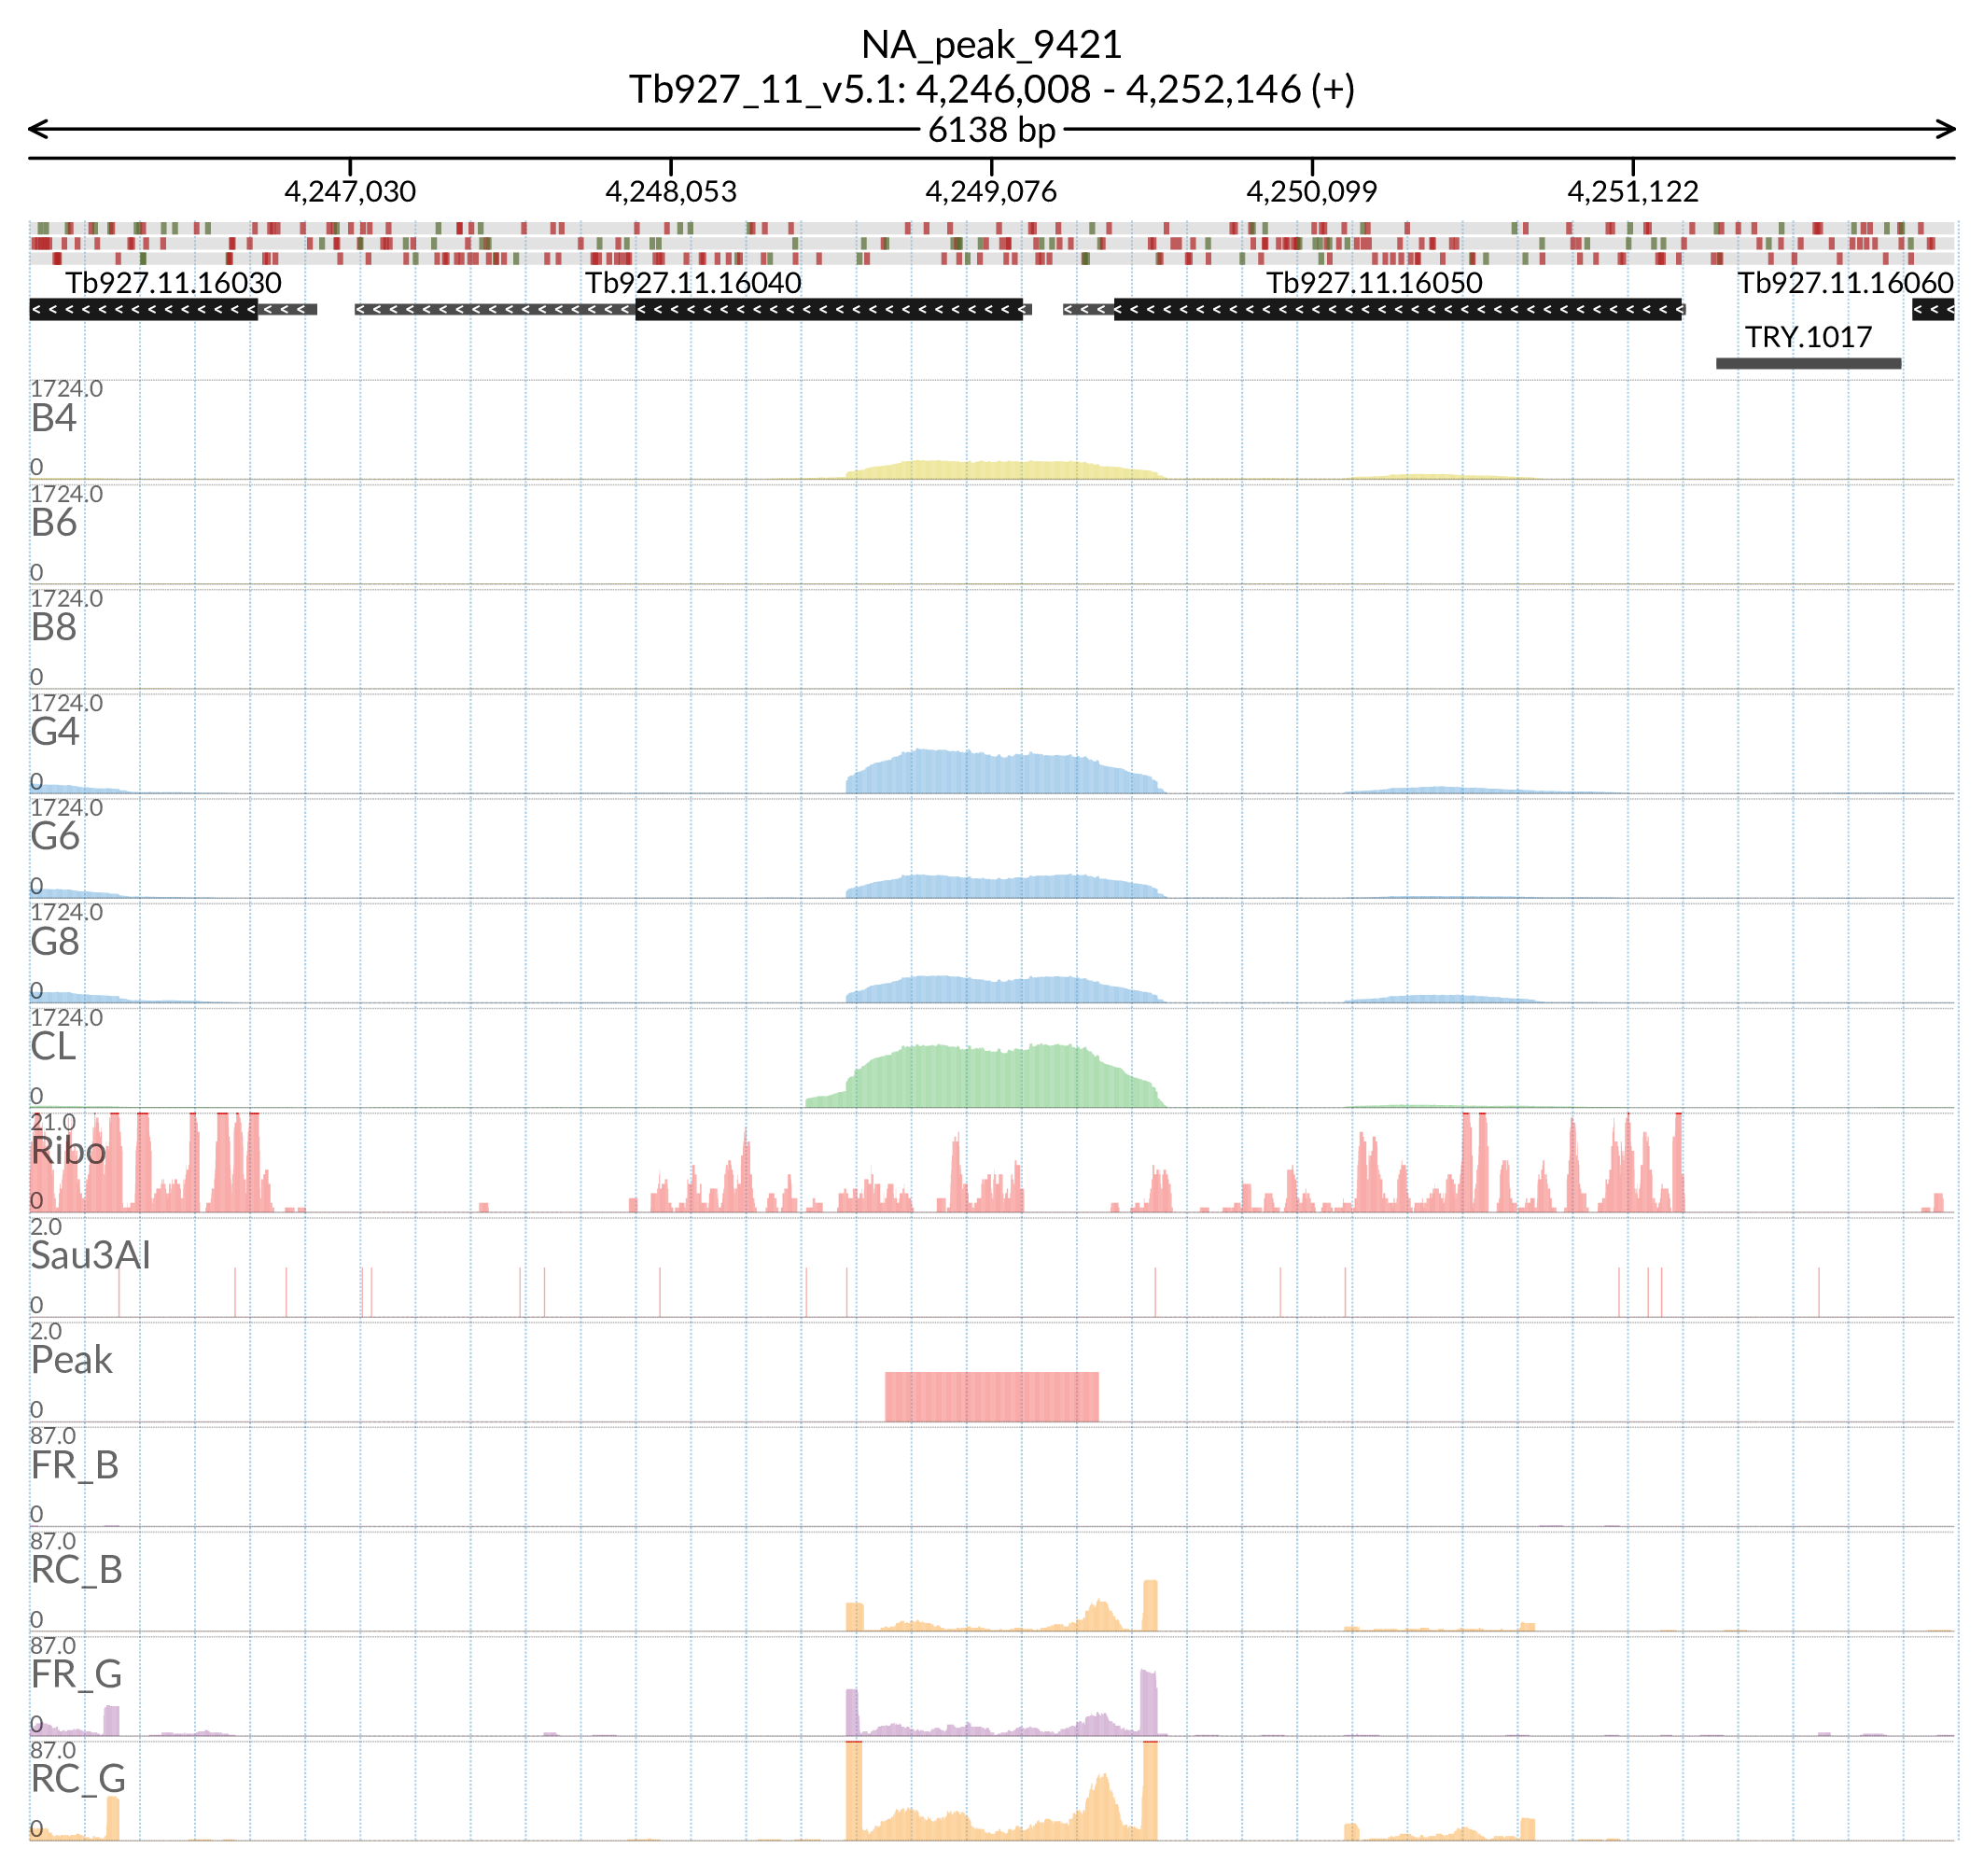 NA_peak_9421
Tb927_11_v5.1: 4,246,008 - 4,252,146 (+)
6138 bp
4,247,030 4,248,053 4,249,076 4,250,099 4,251,122
Tb927.11.16030 Tb927.11.16040 Tb927.11.16050 Tb927.11.16060
TRY.1017
1724.0
B4
0
1724.0
B6
0
1724.0
B8
0
1724.0
G4
0
1724.0
G6
0
1724.0
G8
0
1724.0
CL
0
21.0
Ribo
0
2.0
Sau3AI
0
2.0
Peak
0
87.0
FR_B
0
87.0
RC_B
0
87.0
FR_G
0
87.0
RC_G
0